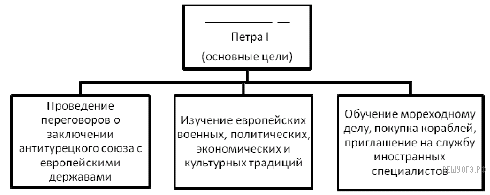 Петра I
(основные цели)
Проведение
переговоров о
заключении
антитурецкого союза с
европейскими
державами
Изучение европейских
военных, политических,
экономических и
культурных традиций
Обучение мореходному
делу, покупка кораблей,
приглашение на службу
иностранных
специалистов